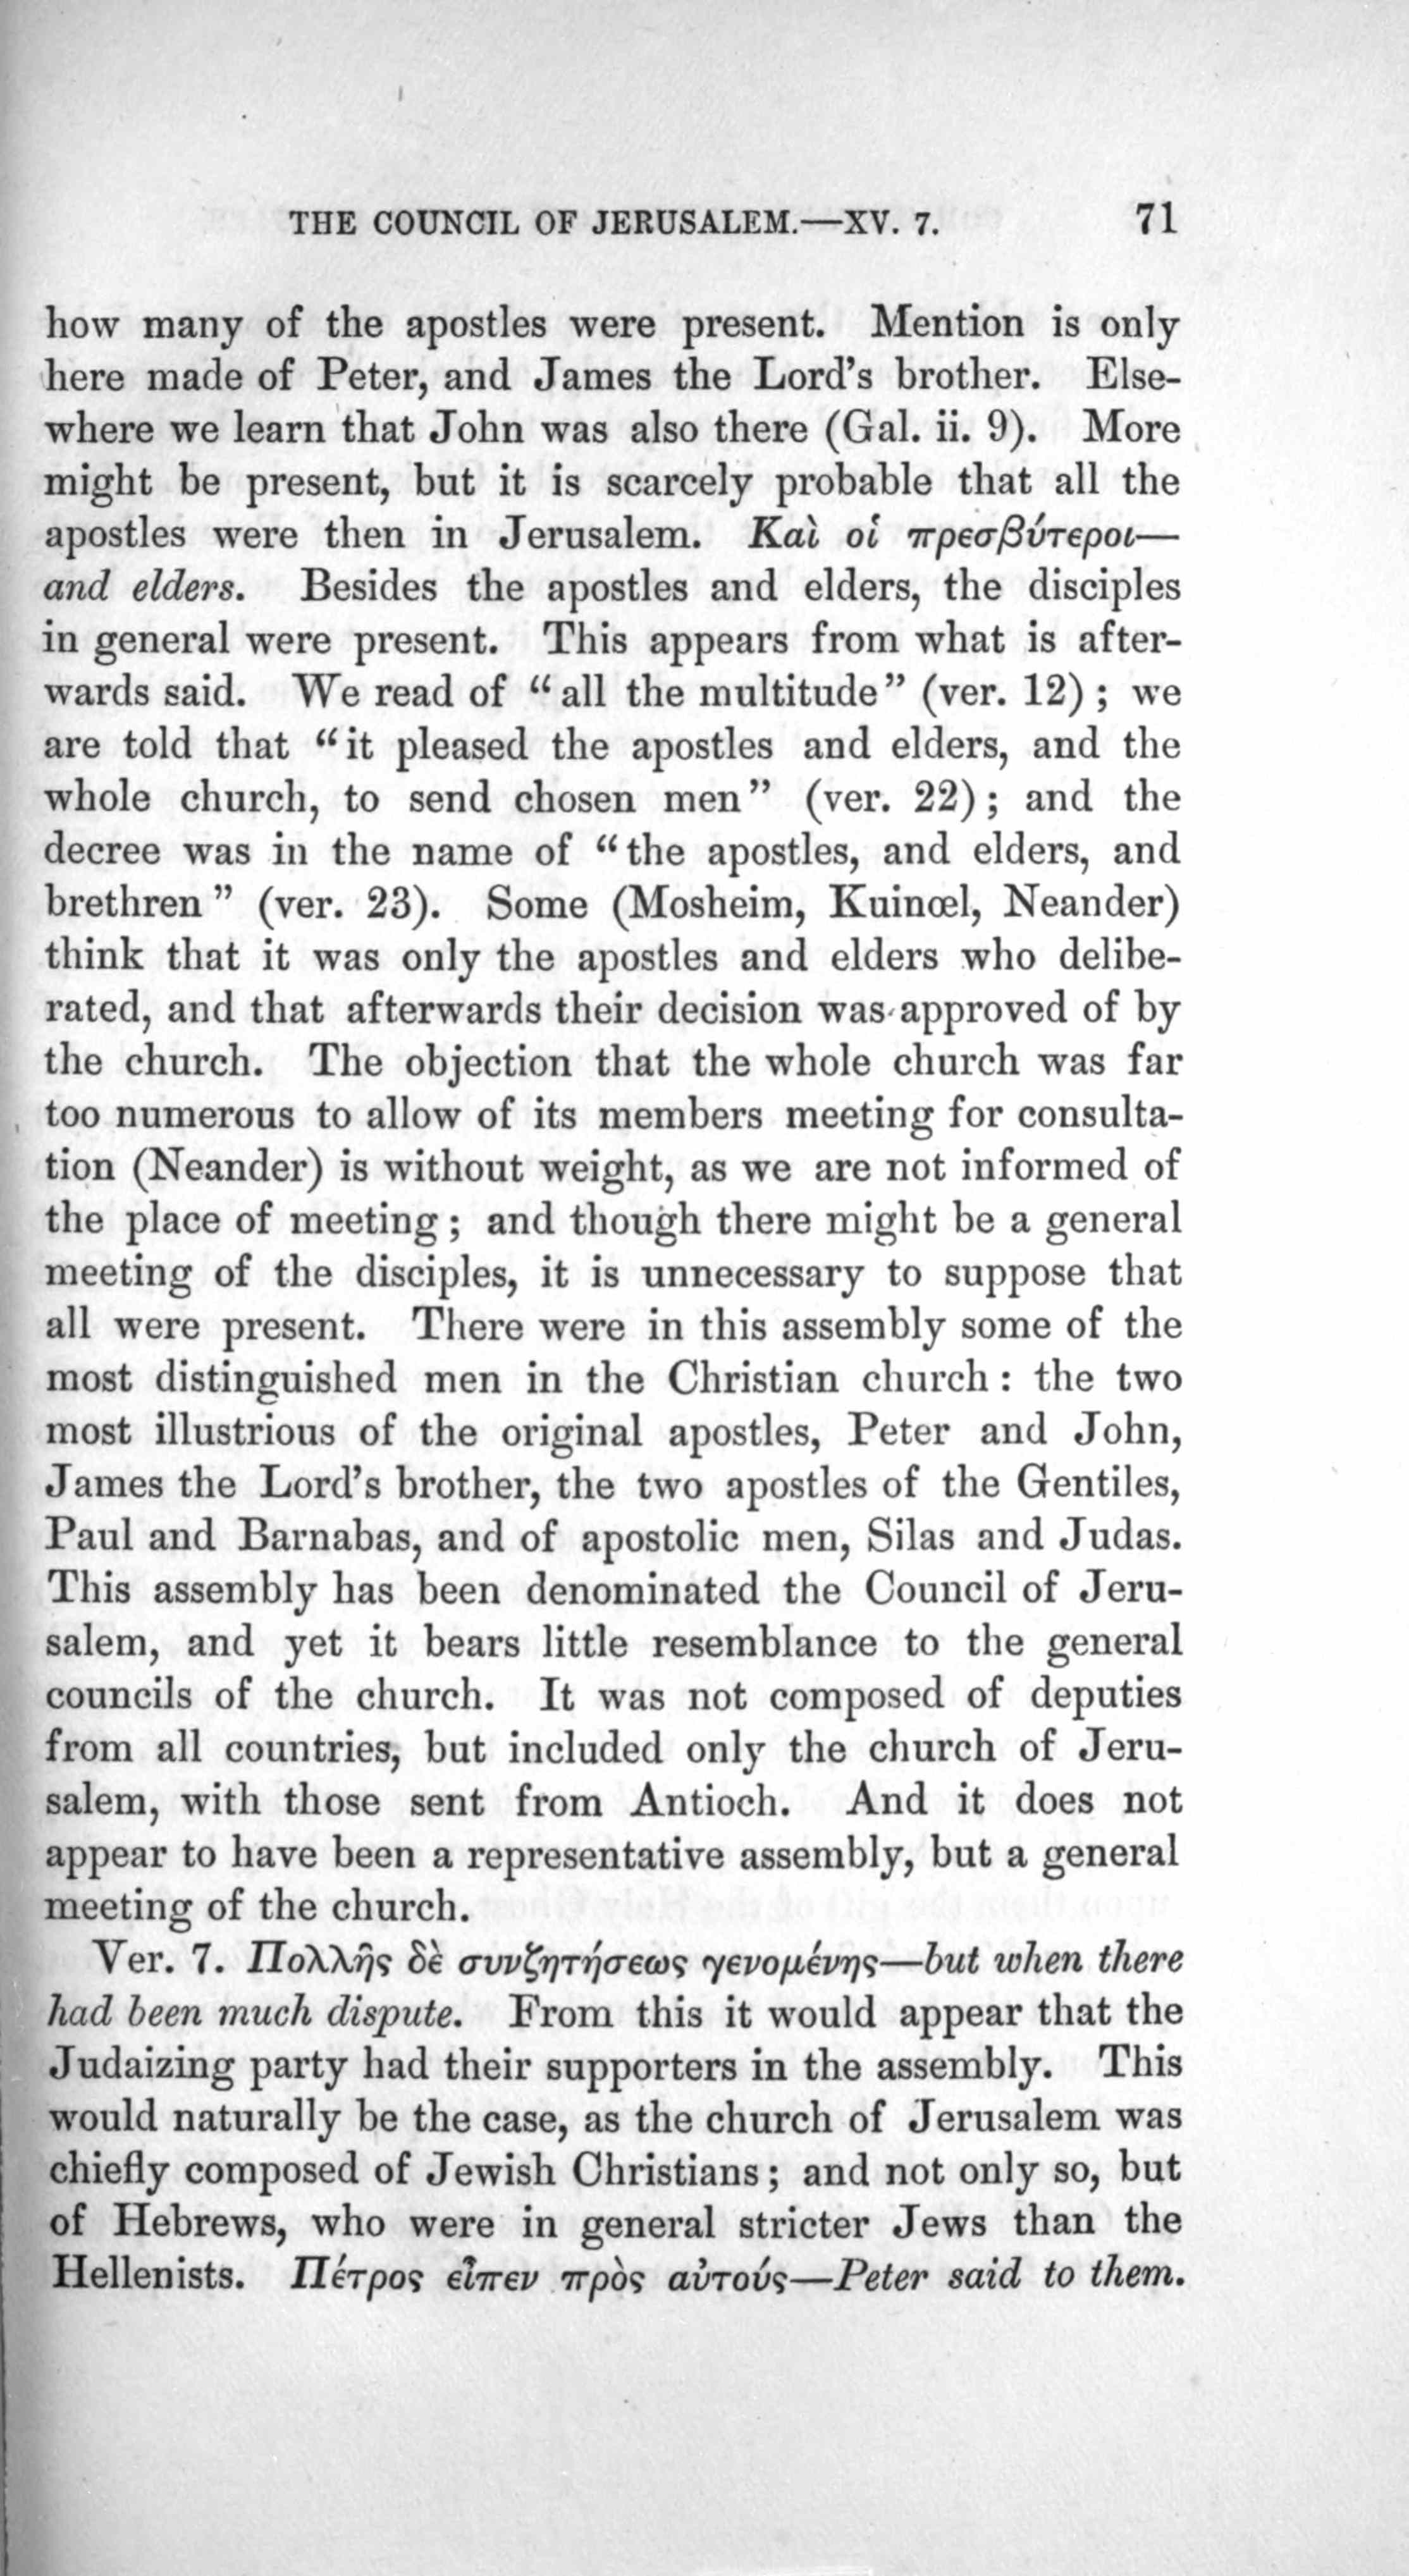 THE COUNCIL OF JERUSALEM.—XV. 7. 71
how many of the apostles were present. Mention is only
here made of Peter, and James the Lord's brother. Else-
where we learn that John was also there (Gal. ii. 9). More
might be present, but it is scarcely probable that all the
apostles were then in Jerusalem. Καὶ οἱ πρεσβύτεροι—
and elders. Besides the apostles and elders, the disciples
in general were present. This appears from what is after-
wards said. We read of “all the multitude” (ver. 12); we
are told that “it pleased the apostles and elders, and the
whole church, to send chosen men” (ver. 22); and the
decree was in the name of “the apostles, and elders, and
brethren” (ver. 23). Some (Mosheim, Kuinœl, Neander)
think that it was only the apostles and elders who delibe-
rated, and that afterwards their decision was approved of by
the church. The objection that the whole church was far
too numerous to allow of its members meeting for consulta-
tion (Neander) is without weight, as we are not informed of
the place of meeting; and though there might be a general
meeting of the disciples, it is unnecessary to suppose that
all were present. There were in this assembly some of the
most distinguished men in the Christian church: the two
most illustrious of the original apostles, Peter and John,
James the Lord's brother, the two apostles of the Gentiles,
Paul and Barnabas, and of apostolic men, Silas and Judas.
This assembly has been denominated the Council of Jeru-
salem, and yet it bears little resemblance to the general
councils of the church. It was not composed of deputies
from all countries, but included only the church of Jeru-
salem, with those sent from Antioch. And it does not
appear to have been a representative assembly, but a general
meeting of the church.
Ver. 7. Πολλῆς δὲ συνζητήσεως γενομένης—but when there
had been much dispute. From this it would appear that the
Judaizing party had their supporters in the assembly. This
would naturally be the case, as the church of Jerusalem was
chiefly composed of Jewish Christians; and not only so, but
of Hebrews, who were in general stricter Jews than the
Hellenists. Πέτρος εἶπεν πρὸς αὐτούς—Peter said to them.